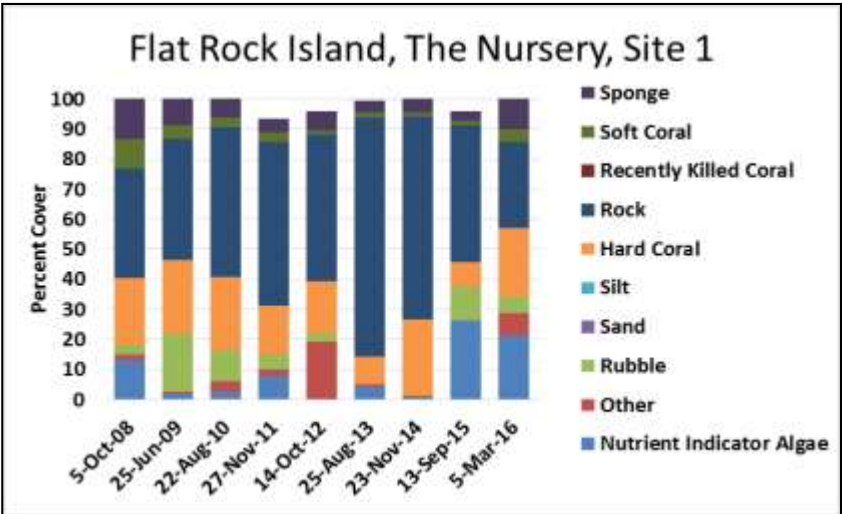 Flat Rock Island, The Nursery, Site 1
Percent Cover
100
90
80
70
60
50
40
30
20
10
0
5-Oct-08
25-Jun-09
22-Aug-10
27-Nov-11
14-Oct-12
25-Aug-13
23-Nov-14
13-Sep-15
5-Mar-16
Sponge
Soft Coral
Recently Killed Coral
Rock
Hard Coral
Silt
Sand
Rubble
Other
Nutrient Indicator Algae